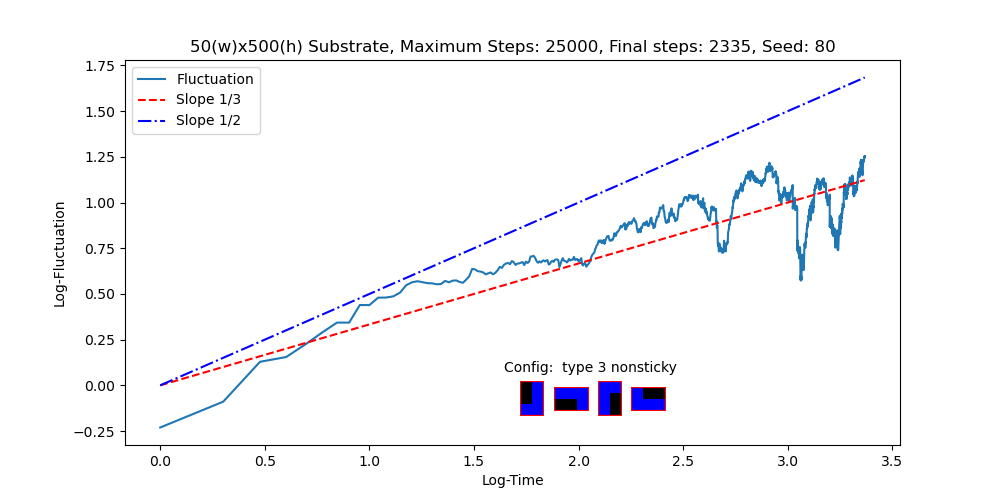 50(w)x500(h) Substrate, Maximum Steps: 25000, Final steps: 2335, Seed: 80
Fluctuation
Slope 1/3
Slope 1/2
1.75
1.50
1.25
1.00
0.75
0.50
0.25
0.00
−0.25
Log-Fluctuation
Config:  type 3 nonsticky
0.0 0.5 1.0 1.5 2.0 2.5 3.0 3.5
Log-Time